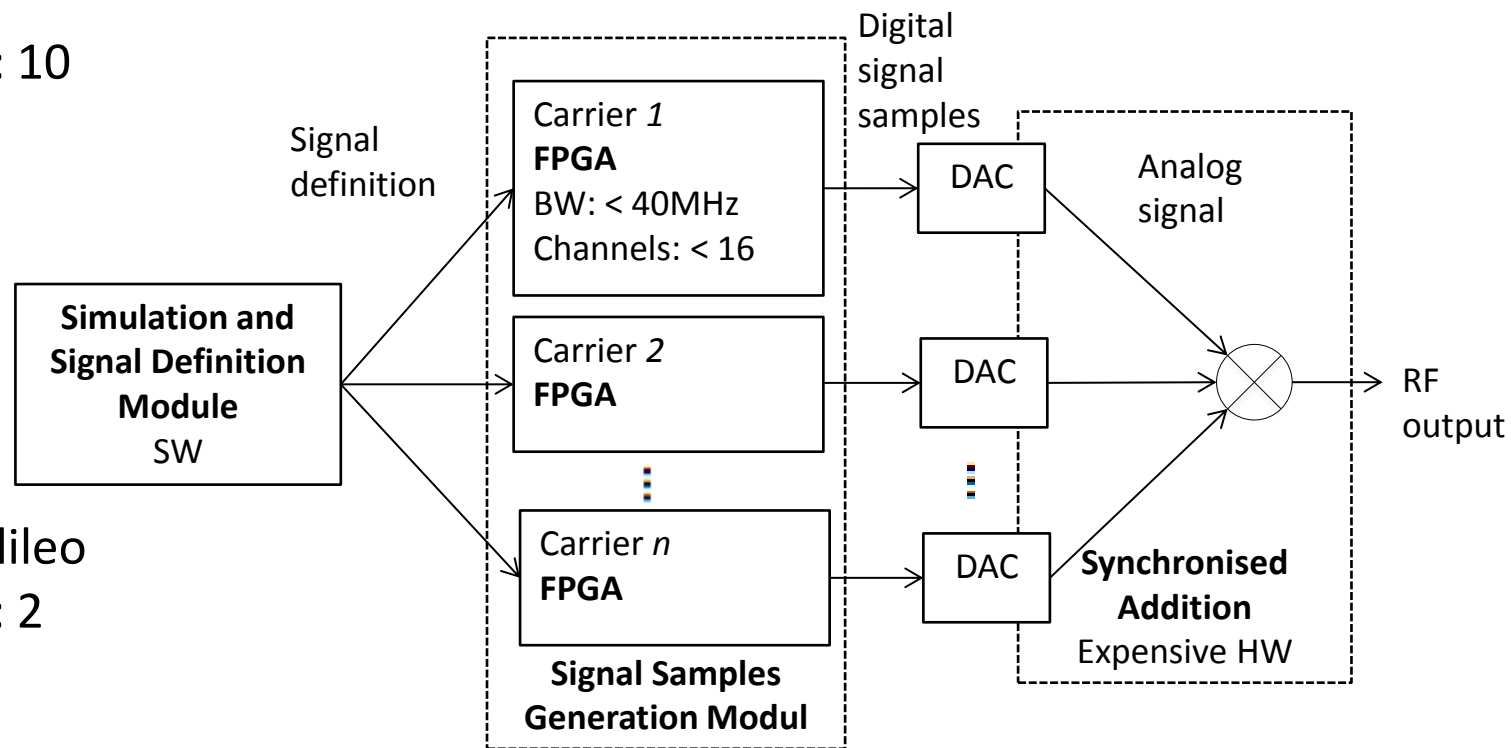 : 10
Signal
definition
Simulation and
Signal Definition
Module
SW
lileo
: 2
Carrier 1
FPGA
BW: < 40MHz
Channels: < 16
Carrier 2
FPGA
Carrier n
FPGA
Signal Samples
Generation Modul
Digital
signal
samples
DAC
DAC
DAC
Analog
signal
Synchronised
Addition
Expensive HW
RF
output